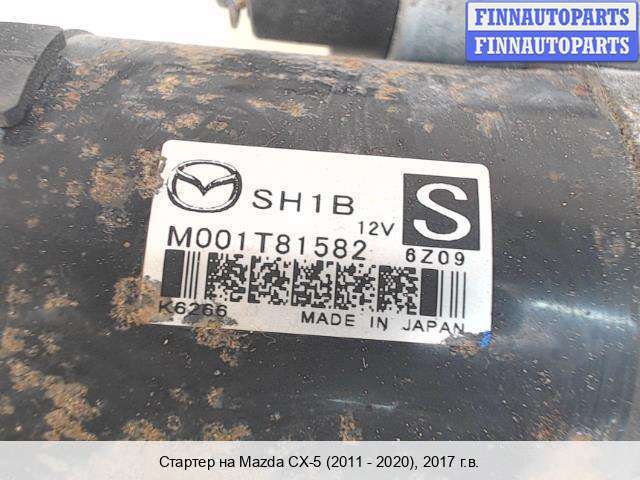 FINNAUTOPARTS
FINNAUTOPARTS
SH1B
12V
S
M001T81582
6Z09
K6266
MADE IN JAPAN
Стартер на Mazda CX-5 (2011 - 2020), 2017 г.в.